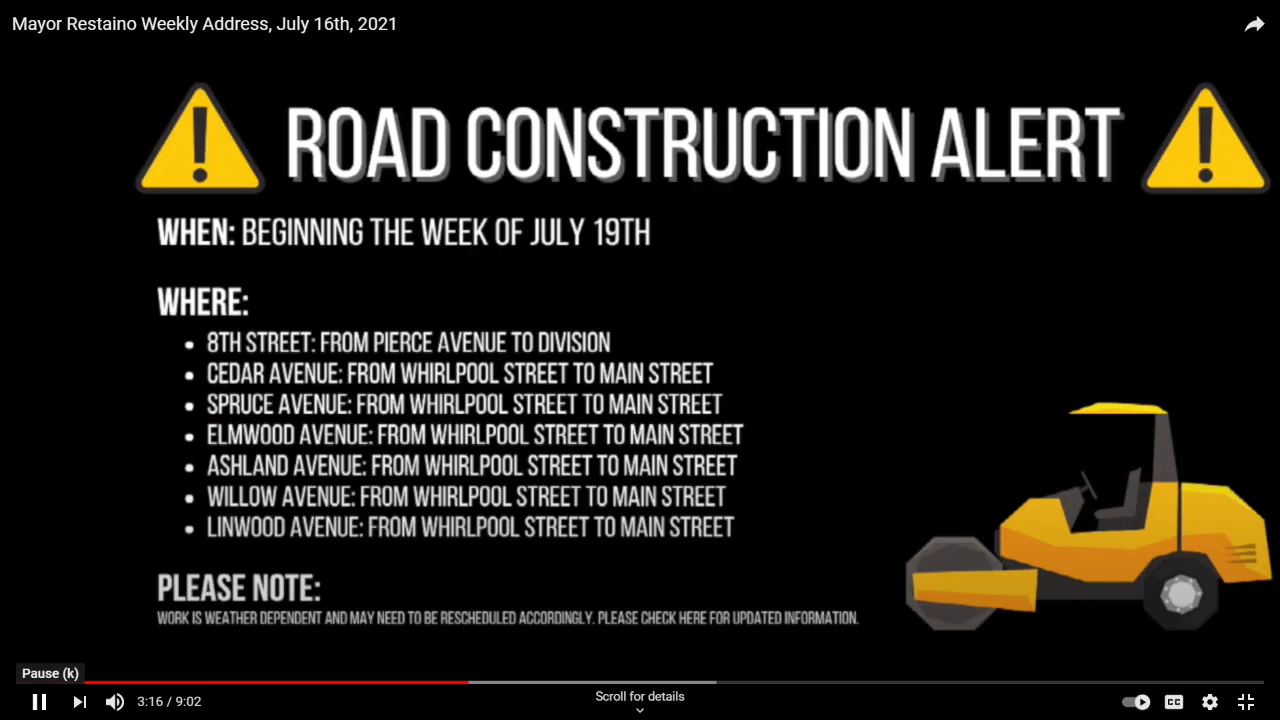 Mayor Restaino Weekly Address, July 16th, 2021
! ROAD CONSTRUCTION ALERT !
WHEN: BEGINNING THE WEEK OF JULY 19TH
WHERE:
• 8TH STREET: FROM PIERCE AVENUE TO DIVISION
• CEDAR AVENUE: FROM WHIRLPOOL STREET TO MAIN STREET
• SPRUCE AVENUE: FROM WHIRLPOOL STREET TO MAIN STREET
• ELMWOOD AVENUE: FROM WHIRLPOOL STREET TO MAIN STREET
• ASHLAND AVENUE: FROM WHIRLPOOL STREET TO MAIN STREET
• WILLOW AVENUE: FROM WHIRLPOOL STREET TO MAIN STREET
• LINWOOD AVENUE: FROM WHIRLPOOL STREET TO MAIN STREET
PLEASE NOTE:
WORK IS WEATHER DEPENDENT AND MAY NEED TO BE RESCHEDULED ACCORDINGLY. PLEASE CHECK HERE FOR UPDATED INFORMATION.
Pause (k)
3:16 / 9:02
Scroll for details
CC